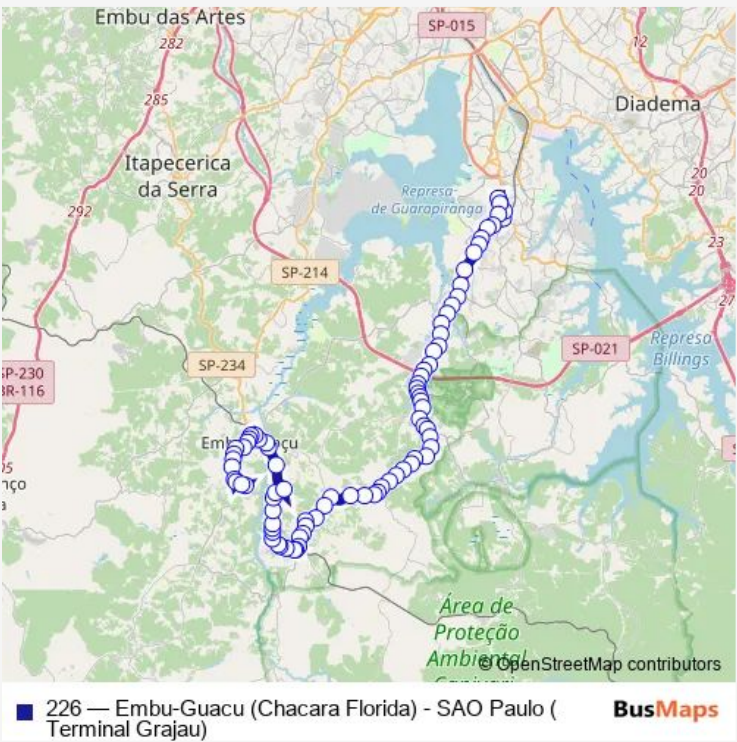 Embu das Artes
282
SP-015
12
Diadema
285
Itapecerica
da Serra
20
20
Represa
de Guarapiranga
292
23
SP-214
27
SP-021
Represa
Billings
SP-234
SP-230
BR-116
Área de
Proteção
Ambiental
© OpenStreetMap contributors
226 — Embu-Guacu (Chacara Florida) - SAO Paulo (
Terminal Grajau)
BusMaps